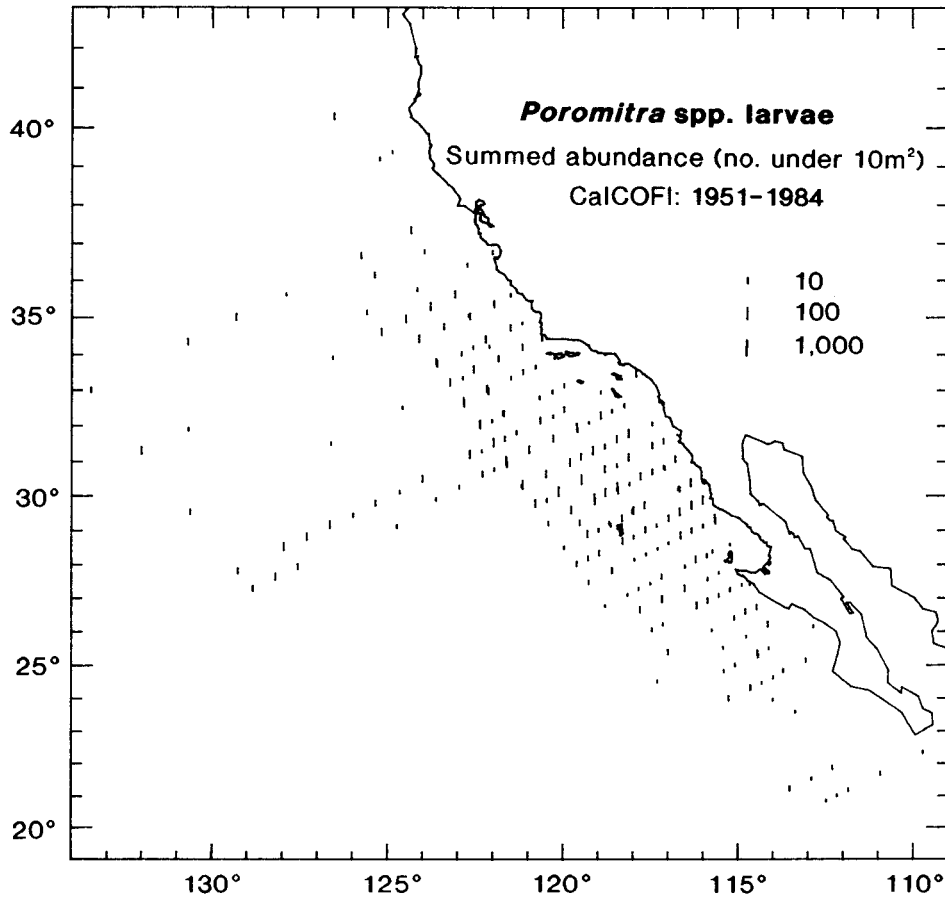 Poromitra spp. larvae
Summed abundance (no. under 10m²)
CalCOFI: 1951-1984
10
100
1,000
40°
35°
30°
25°
20°
130° 125° 120° 115° 110°